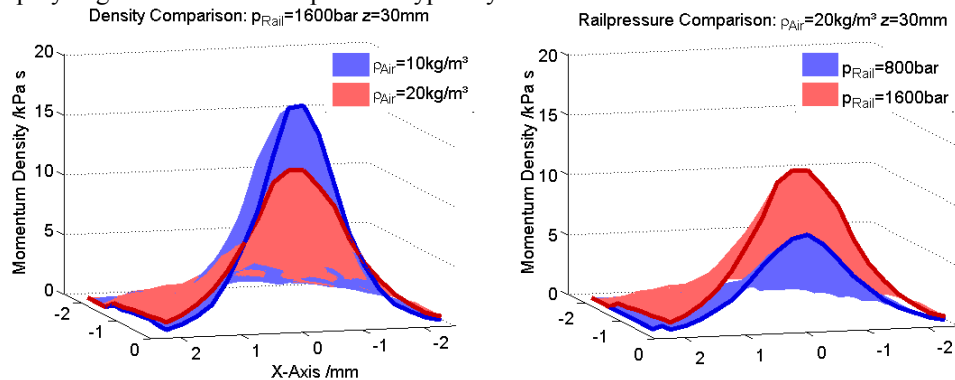 Density Comparison: pRail=1600bar z=30mm
Momentum Density /kPa s
20
15
10
5
0
ρAir=10kg/m³
ρAir=20kg/m³
-2
-1
0
2
1
0
-1
-2
X-Axis /mm
Railpressure Comparison: ρAir=20kg/m³ z=30mm
Momentum Density /kPa s
20
15
10
5
0
pRail=800bar
pRail=1600bar
-2
-1
0
2
1
0
-1
-2